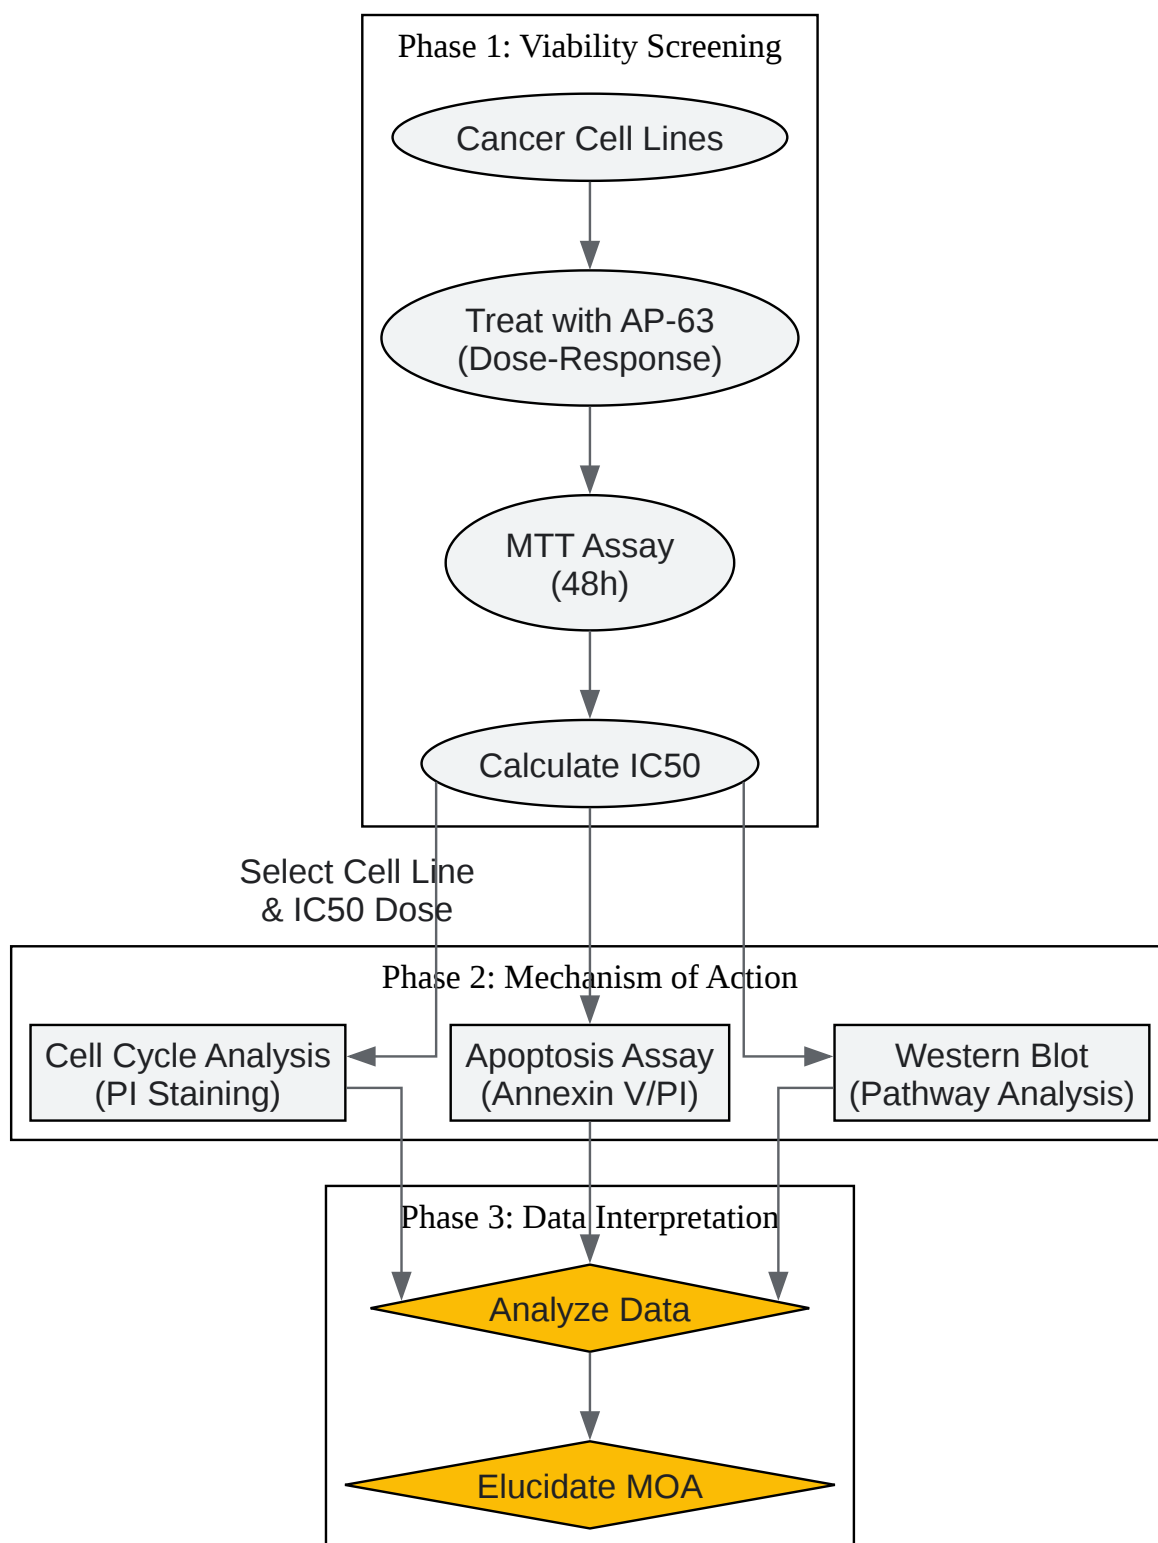 Phase 1: Viability Screening
Cancer Cell Lines
Treat with AP-63
(Dose-Response)
MTT Assay
(48h)
Calculate IC50
Select Cell Line
& IC50 Dose
Phase 2: Mechanism of Action
Cell Cycle Analysis
(PI Staining)
Apoptosis Assay
(Annexin V/PI)
Western Blot
(Pathway Analysis)
Phase 3: Data Interpretation
Analyze Data
Elucidate MOA